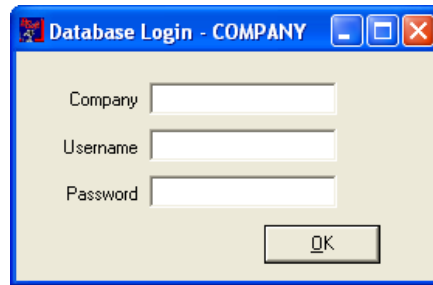 Database Login - COMPANY
Company
Username
Password
OK